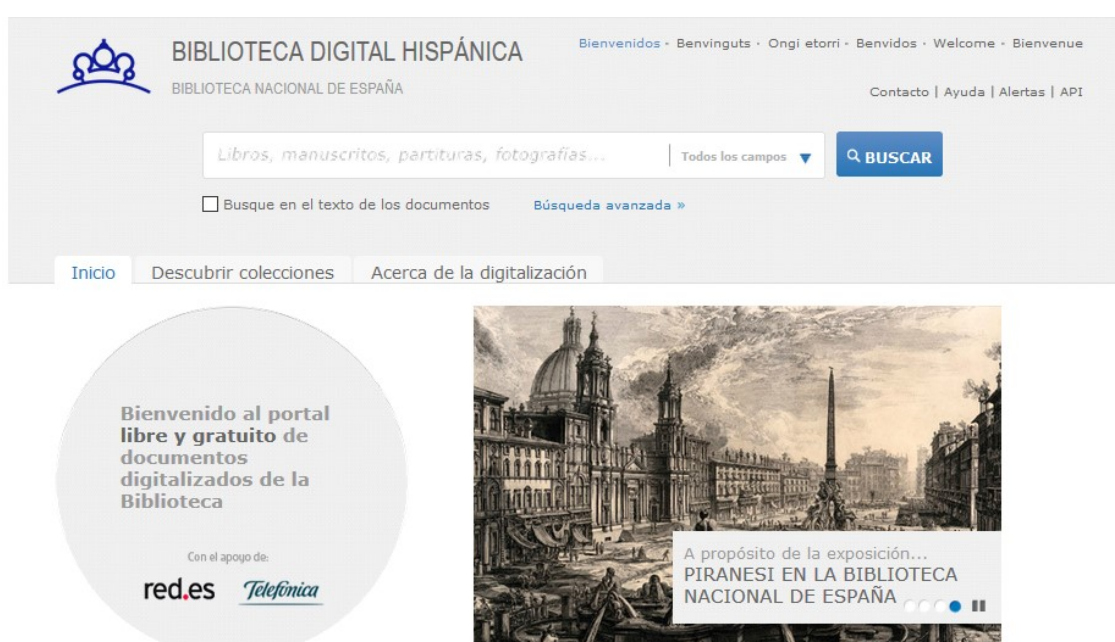 BIBLIOTECA DIGITAL HISPÁNICA
BIBLIOTECA NACIONAL DE ESPAÑA
Bienvenidos - Benvinguts - Ongi etorri - Benvidos - Welcome - Bienvenue
Contacto | Ayuda | Alertas | API
Libros, manuscritos, partituras, fotografías...
Todos los campos
BUSCAR
Busque en el texto de los documentos
Búsqueda avanzada »
Inicio
Descubrir colecciones
Acerca de la digitalización
Bienvenido al portal
libre y gratuito de
documentos
digitalizados de la
Biblioteca
Con el apoyo de:
red.es
Telefónica
A propósito de la exposición...
PIRANESI EN LA BIBLIOTECA
NACIONAL DE ESPAÑA